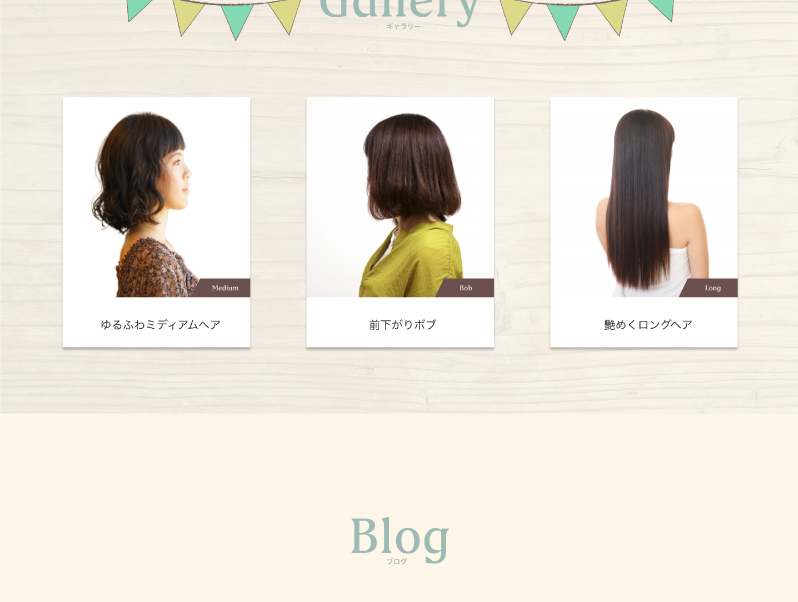 Gallery
ギャラリー
Medium
Bob
Long
ゆるふわミディアムヘア
前下がりボブ
艶めくロングヘア
Blog
ブログ